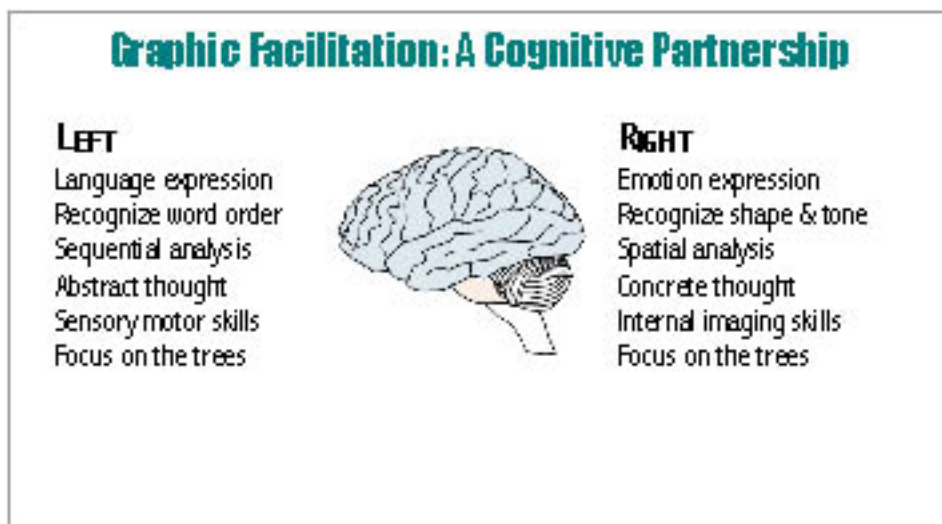 Graphic Facilitation: A Cognitive Partnership
LEFT
Language expression
Recognize word order
Sequential analysis
Abstract thought
Sensory motor skills
Focus on the trees
RIGHT
Emotion expression
Recognize shape & tone
Spatial analysis
Concrete thought
Internal imaging skills
Focus on the trees